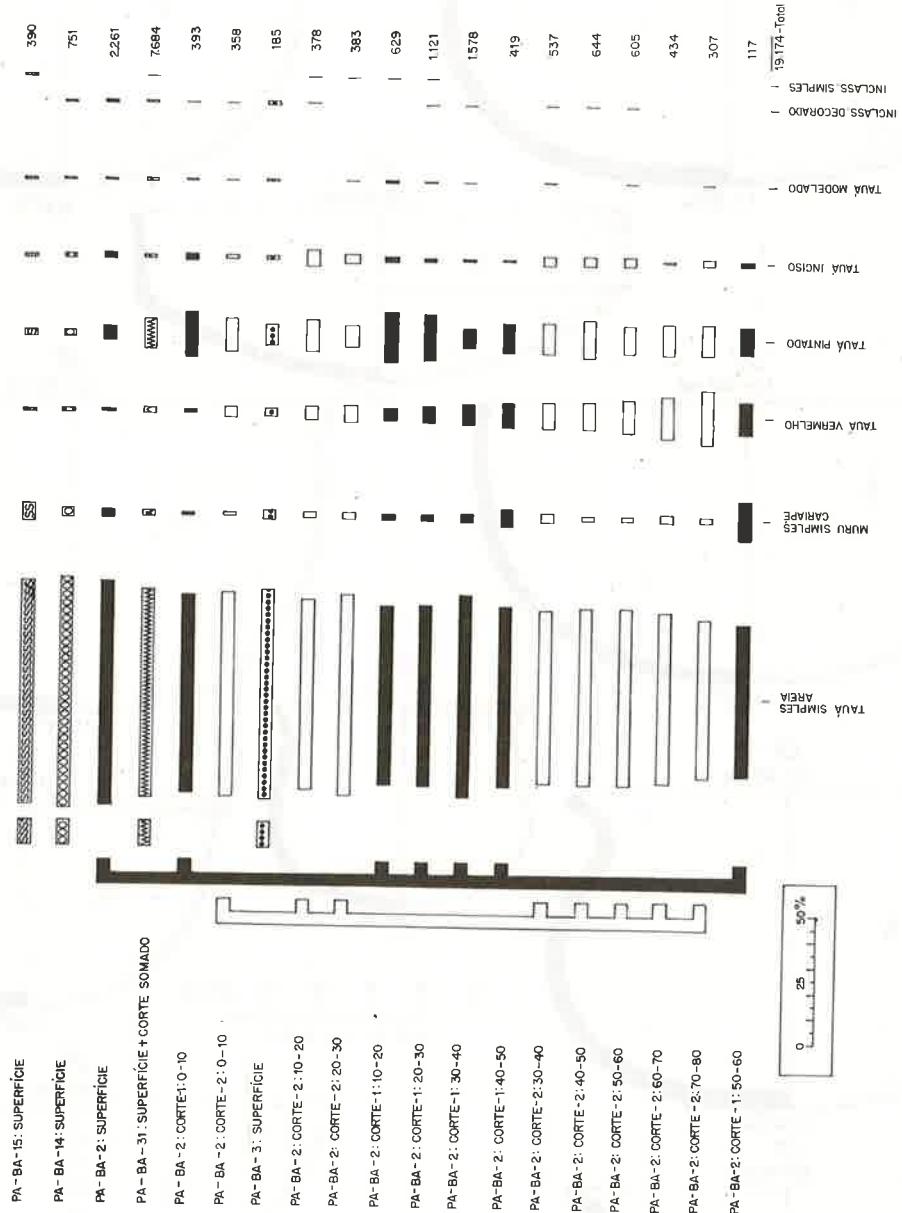 PA-BA-15: SUPERFÍCIE
390
PA-BA-14: SUPERFÍCIE
751
PA-BA-2: SUPERFÍCIE
2.261
PA-BA-31: SUPERFÍCIE + CORTE SOMADO
7.684
PA-BA-2: CORTE-1: 0-10
393
PA-BA-2: CORTE-2: 0-10
358
PA-BA-3: SUPERFÍCIE
185
PA-BA-2: CORTE-2: 10-20
378
PA-BA-2: CORTE-2: 20-30
383
PA-BA-2: CORTE-1: 10-20
629
PA-BA-2: CORTE-1: 20-30
1.121
PA-BA-2: CORTE-1: 30-40
1.578
PA-BA-2: CORTE-1: 40-50
419
PA-BA-2: CORTE-2: 30-40
537
PA-BA-2: CORTE-2: 40-50
644
PA-BA-2: CORTE-2: 50-60
605
PA-BA-2: CORTE-2: 60-70
434
PA-BA-2: CORTE-2: 70-80
307
PA-BA-2: CORTE-1: 50-60
117
19.174-Total
TAUÁ SIMPLES
AREIA
MURU SIMPLES
CARIAPÉ
TAUÁ VERMELHO
TAUÁ PINTADO
TAUÁ INCISO
TAUÁ MODELADO
INCLASS. DECORADO
INCLASS. SIMPLES
0 25 50%